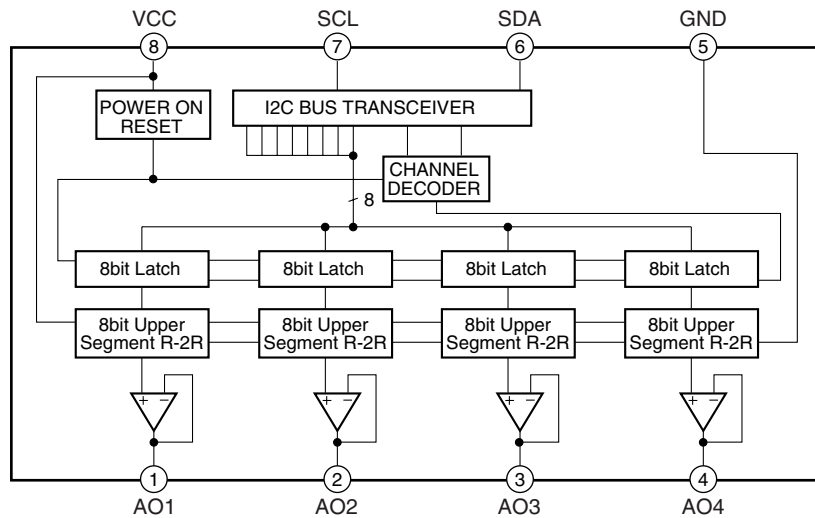 VCC SCL SDA GND
8 7 6 5
POWER ON
RESET
I2C BUS TRANSCEIVER
CHANNEL
DECODER
8
8bit Latch 8bit Latch 8bit Latch 8bit Latch
8bit Upper
Segment R-2R
8bit Upper
Segment R-2R
8bit Upper
Segment R-2R
8bit Upper
Segment R-2R
+ − + − + − + −
1 2 3 4
AO1 AO2 AO3 AO4